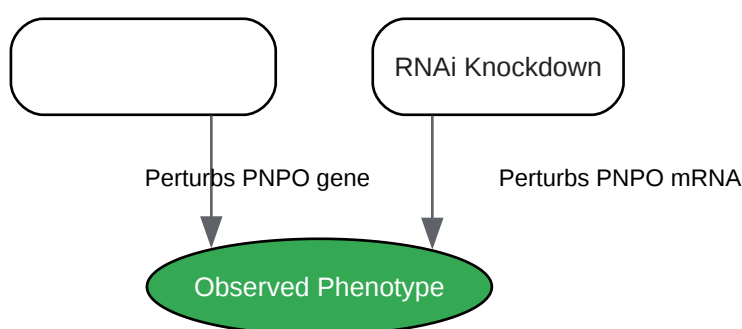 RNAi Knockdown
Perturbs PNPO gene
Perturbs PNPO mRNA
Observed Phenotype